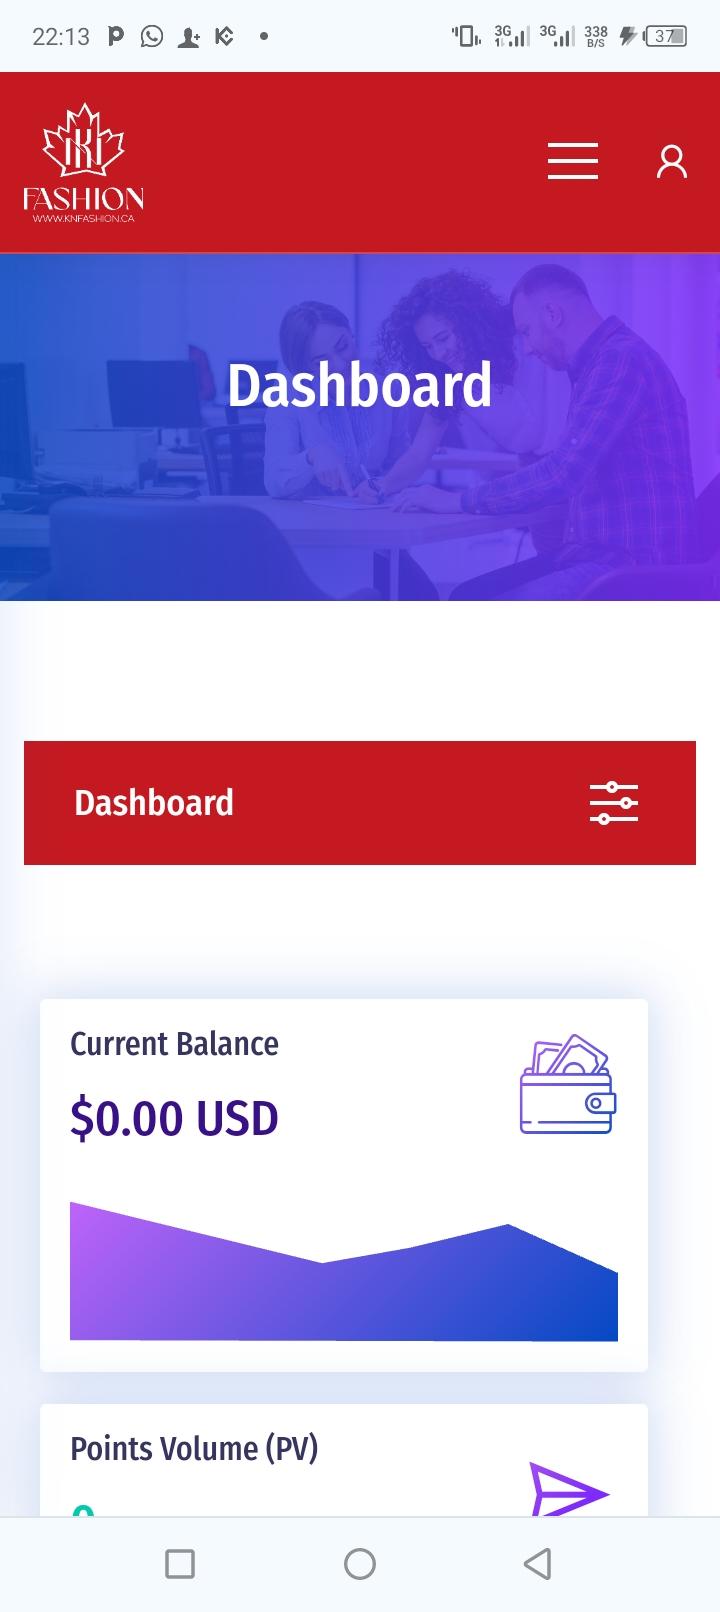 22:13
3G
3G
338
B/S
37
KN
FASHION
WWW.KNFASHION.CA
Dashboard
Dashboard
Current Balance
$0.00 USD
Points Volume (PV)